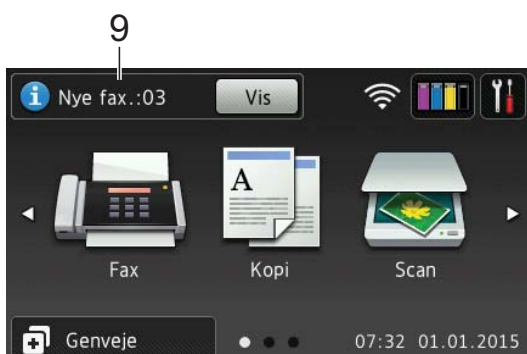 9
Nye fax.:03 Vis
A
Fax Kopi Scan
Genveje 07:32 01.01.2015